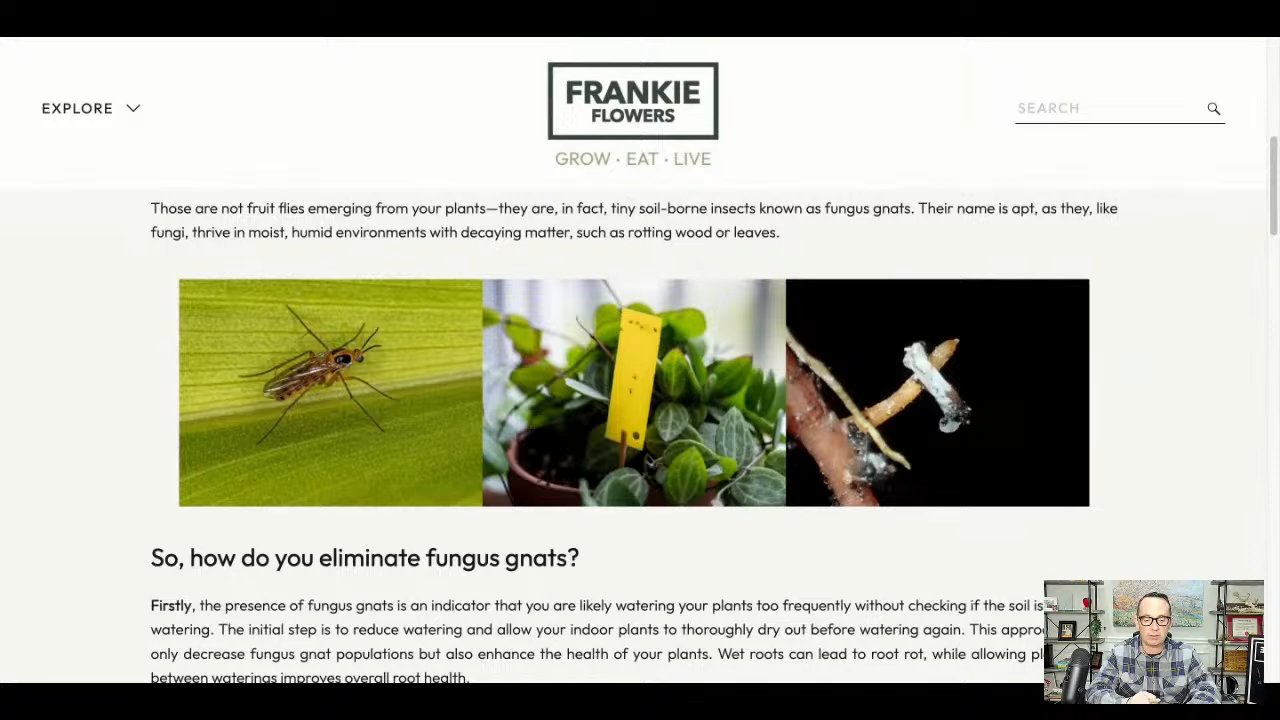 EXPLORE
FRANKIE
FLOWERS
GROW · EAT · LIVE
SEARCH
Those are not fruit flies emerging from your plants—they are, in fact, tiny soil-borne insects known as fungus gnats. Their name is apt, as they, like
fungi, thrive in moist, humid environments with decaying matter, such as rotting wood or leaves.
So, how do you eliminate fungus gnats?
Firstly, the presence of fungus gnats is an indicator that you are likely watering your plants too frequently without checking if the soil is
watering. The initial step is to reduce watering and allow your indoor plants to thoroughly dry out before watering again. This appro
only decrease fungus gnat populations but also enhance the health of your plants. Wet roots can lead to root rot, while allowing pl
between waterings improves overall root health.